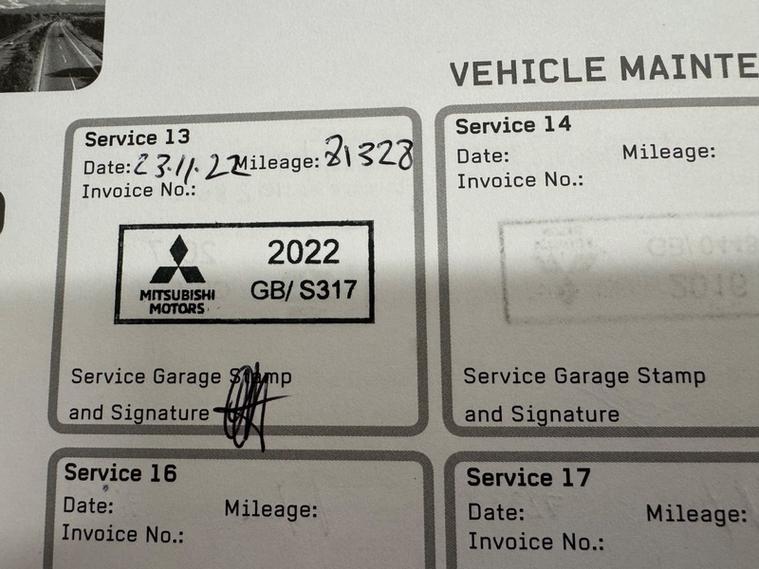 VEHICLE MAINTE
Service 13
Date: 23.11.22 Mileage: 81328
Invoice No.:
MITSUBISHI
MOTORS
2022
GB/ S317
Service Garage Stamp
and Signature
Service 14
Date: Mileage:
Invoice No.:
Service Garage Stamp
and Signature
Service 16
Date: Mileage:
Invoice No.:
Service 17
Date: Mileage:
Invoice No.: